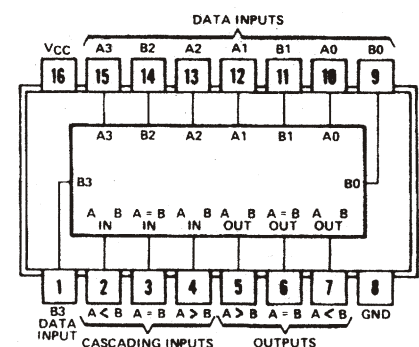 DATA INPUTS
VCC A3 B2 A2 A1 B1 A0 B0
16 15 14 13 12 11 10 9
A3 B2 A2 A1 B1 A0
B3 B0
A B A = B A B A B A = B A B
IN IN IN OUT OUT OUT
1 2 3 4 5 6 7 8
B3 A < B A = B A > B A > B A = B A < B GND
DATA
INPUT CASCADING INPUTS OUTPUTS